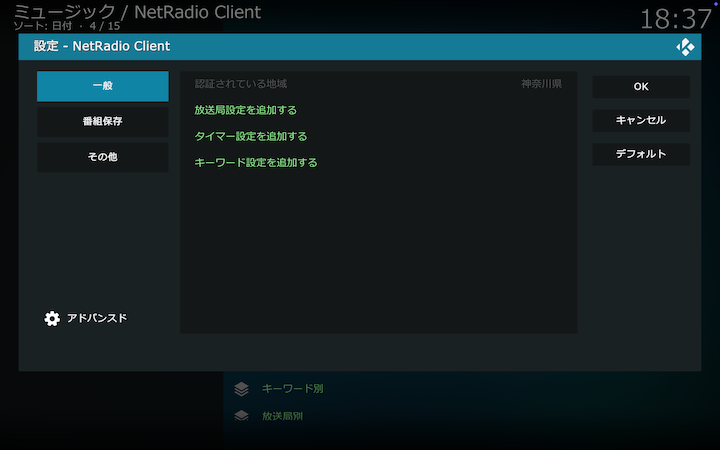 ミュージック / NetRadio Client
ソート: 日付 · 4 / 15
18:37
設定 - NetRadio Client
一般
番組保存
その他
アドバンスド
認証されている地域 神奈川県
放送局設定を追加する
タイマー設定を追加する
キーワード設定を追加する
OK
キャンセル
デフォルト
キーワード別
放送局別